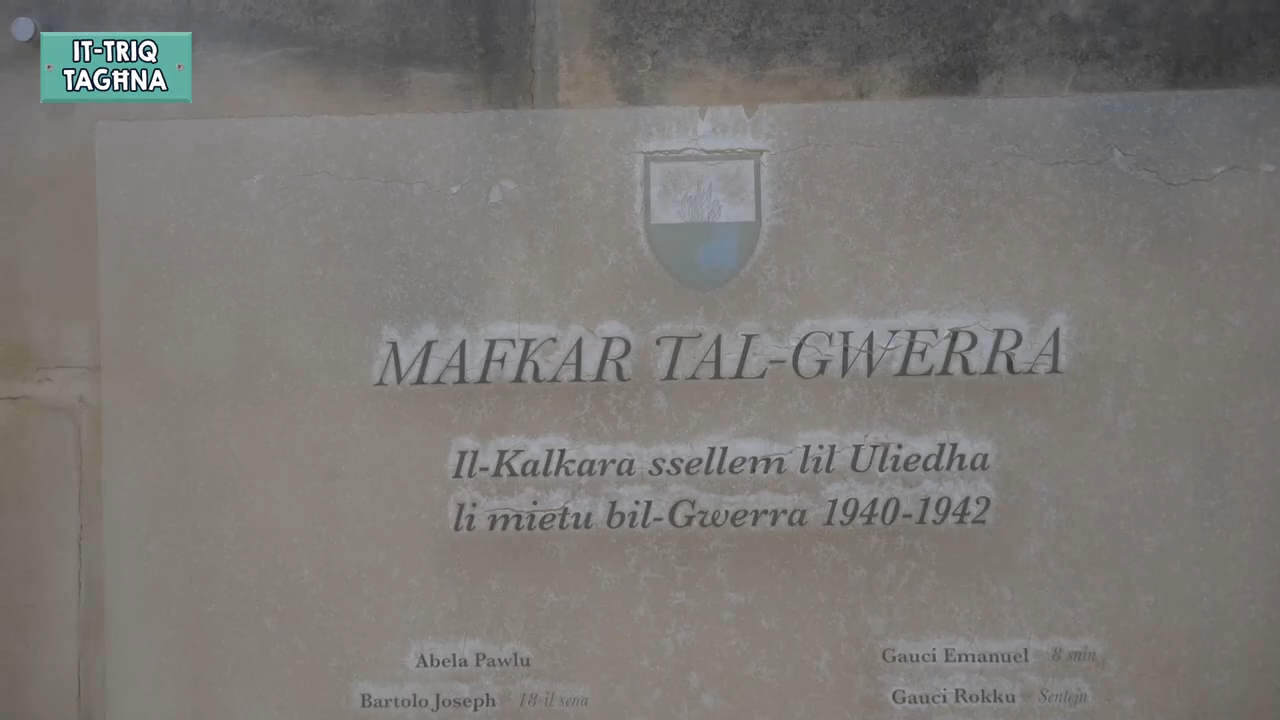 IT-TRIQ
TAGĦNA
MAFKAR TAL-GWERRA
Il-Kalkara ssellem lil Uliedha
li mietu bil-Gwerra 1940-1942
Abela Pawlu
Bartolo Joseph - 18-il sena
Gauci Emanuel - 8 snin
Gauci Rokku - Sentejn